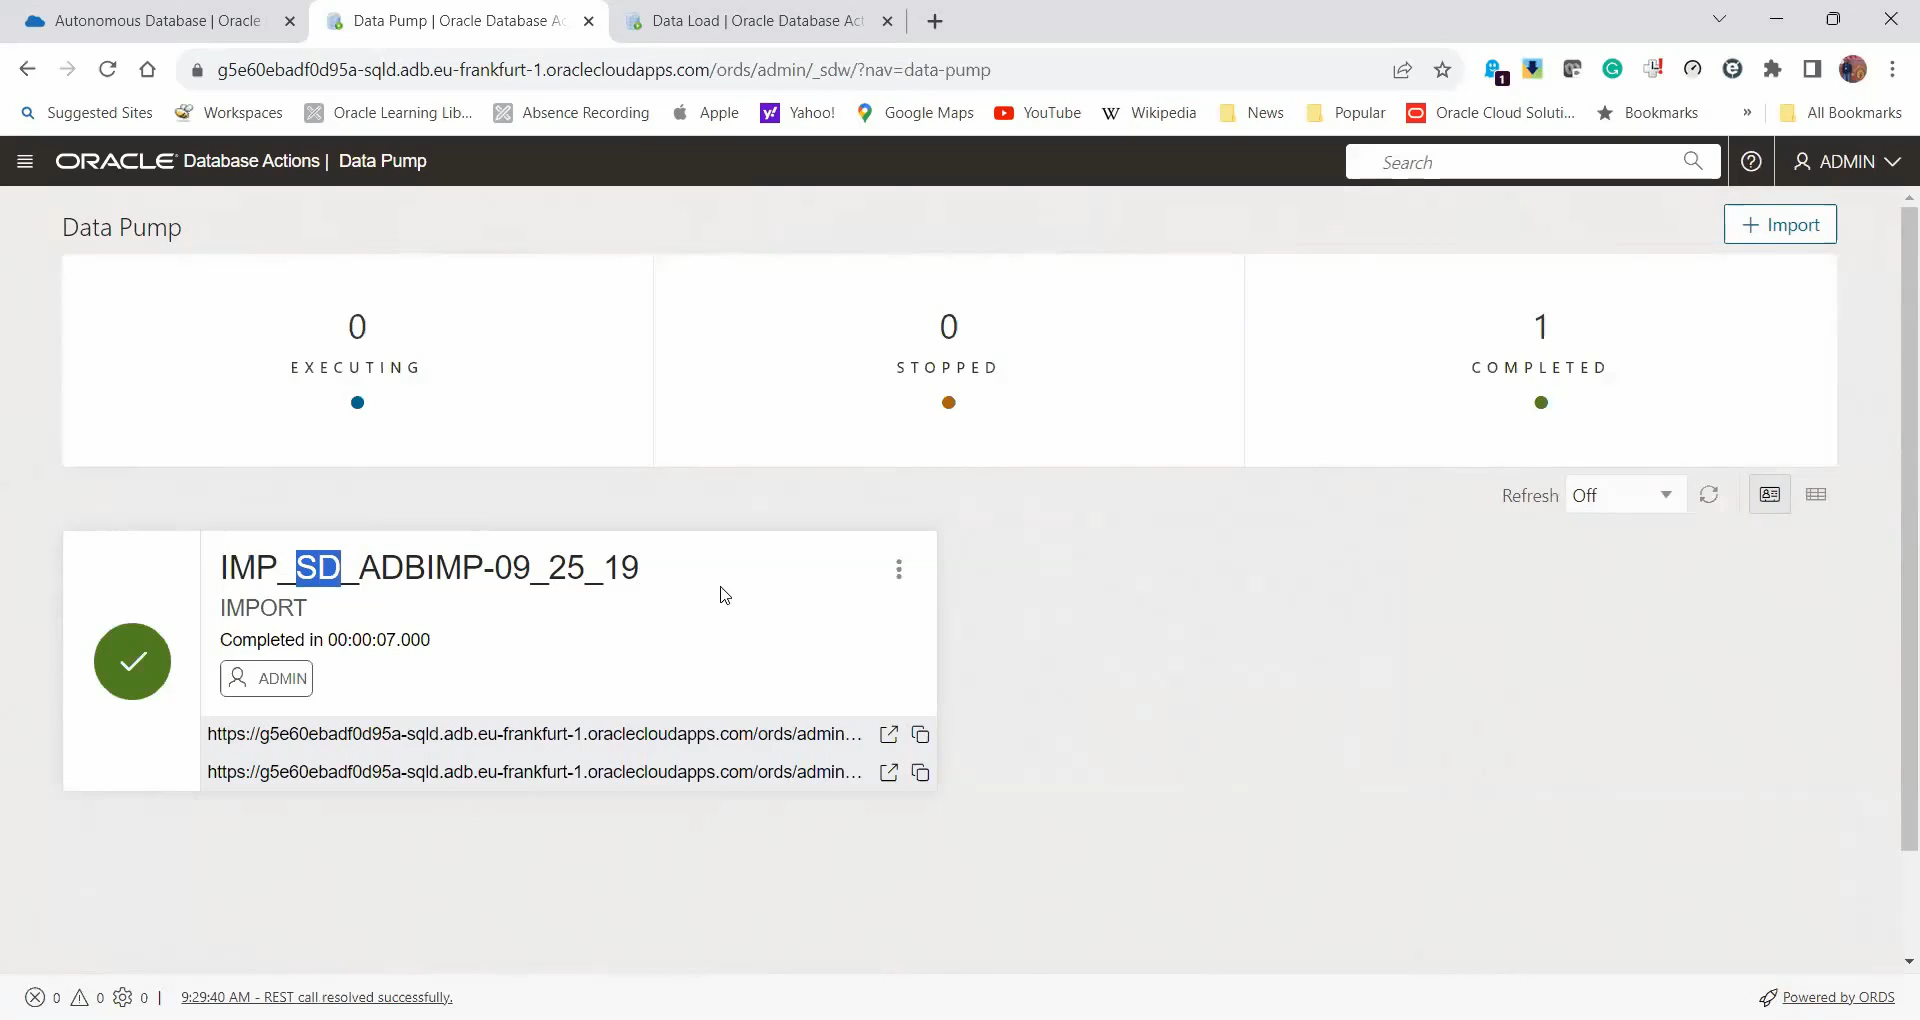 Autonomous Database | Oracle
Data Pump | Oracle Database Ac
Data Load | Oracle Database Act
g5e60ebadf0d95a-sqld.adb.eu-frankfurt-1.oraclecloudapps.com/ords/admin/_sdw/?nav=data-pump
1
Suggested Sites
Workspaces
Oracle Learning Lib...
Absence Recording
Apple
Yahoo!
Google Maps
YouTube
W Wikipedia
News
Popular
Oracle Cloud Soluti...
Bookmarks
»
All Bookmarks
ORACLE Database Actions | Data Pump
Search
ADMIN
Data Pump
+ Import
0
EXECUTING
0
STOPPED
1
COMPLETED
Refresh Off
IMP_SD_ADBIMP-09_25_19
IMPORT
Completed in 00:00:07.000
ADMIN
https://g5e60ebadf0d95a-sqld.adb.eu-frankfurt-1.oraclecloudapps.com/ords/admin...
https://g5e60ebadf0d95a-sqld.adb.eu-frankfurt-1.oraclecloudapps.com/ords/admin...
0 0 0 | 9:29:40 AM - REST call resolved successfully.
Powered by ORDS